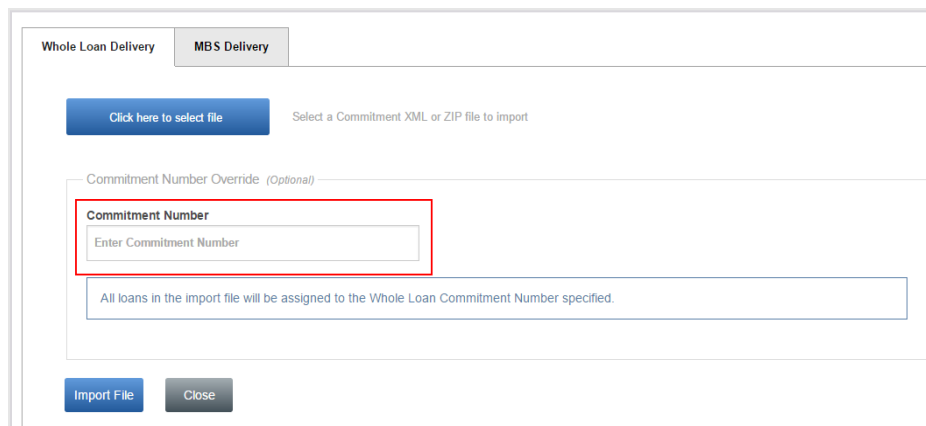 Whole Loan Delivery
MBS Delivery
Click here to select file
Select a Commitment XML or ZIP file to import
Commitment Number Override (Optional)
Commitment Number
Enter Commitment Number
All loans in the import file will be assigned to the Whole Loan Commitment Number specified.
Import File
Close